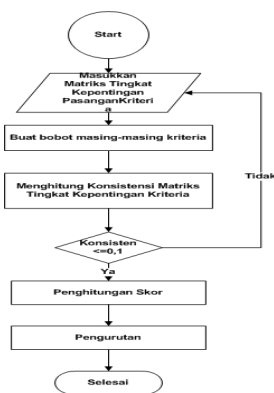 Start
Masukkan
Matriks Tingkat
Kepentingan
PasanganKriteri
a
Buat bobot masing-masing kriteria
Menghitung Konsistensi Matriks
Tingkat Kepentingan Kriteria
Tidak
Konsisten
<=0,1
Ya
Penghitungan Skor
Pengurutan
Selesai